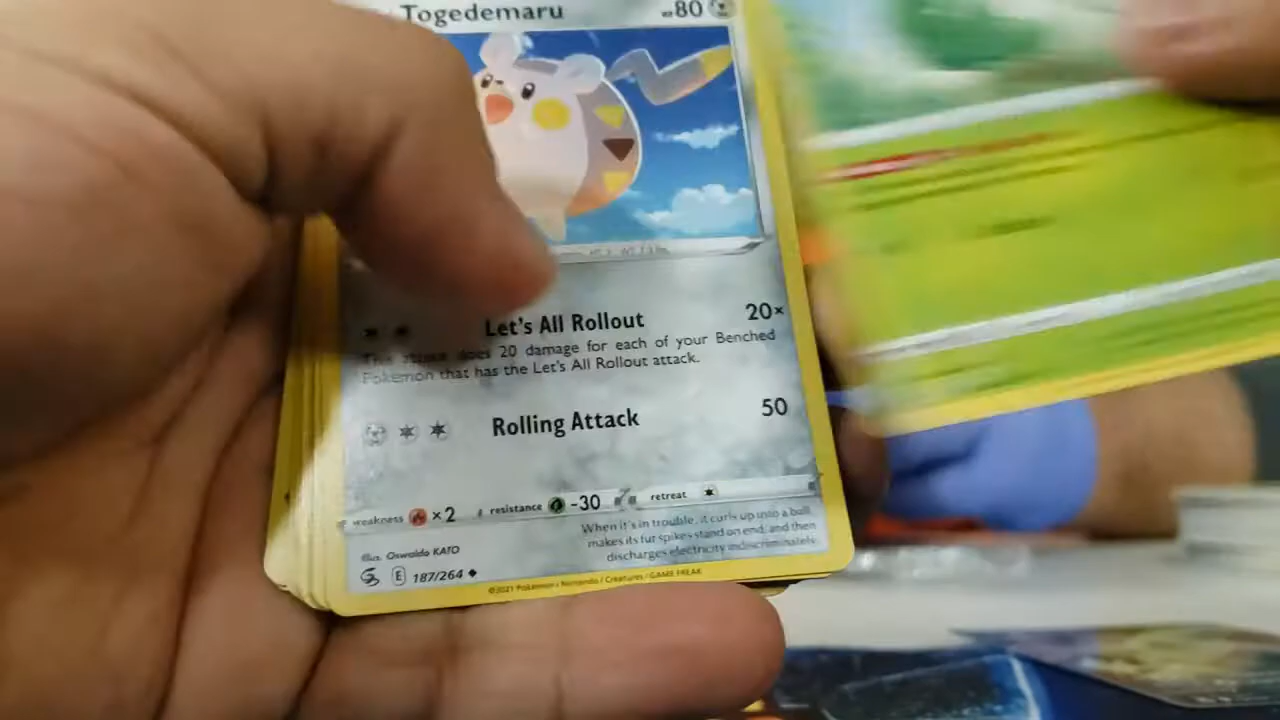 Togedemaru
HP80
Let's All Rollout 20×
This attack does 20 damage for each of your Benched
Pokémon that has the Let's All Rollout attack.
Rolling Attack 50
weakness ×2 resistance -30 retreat
When it's in trouble, it curls up into a ball,
makes its fur spikes stand on end, and then
discharges electricity indiscriminately.
Illus. Oswaldo KATO
E 187/264
©2021 Pokémon / Nintendo / Creatures / GAME FREAK